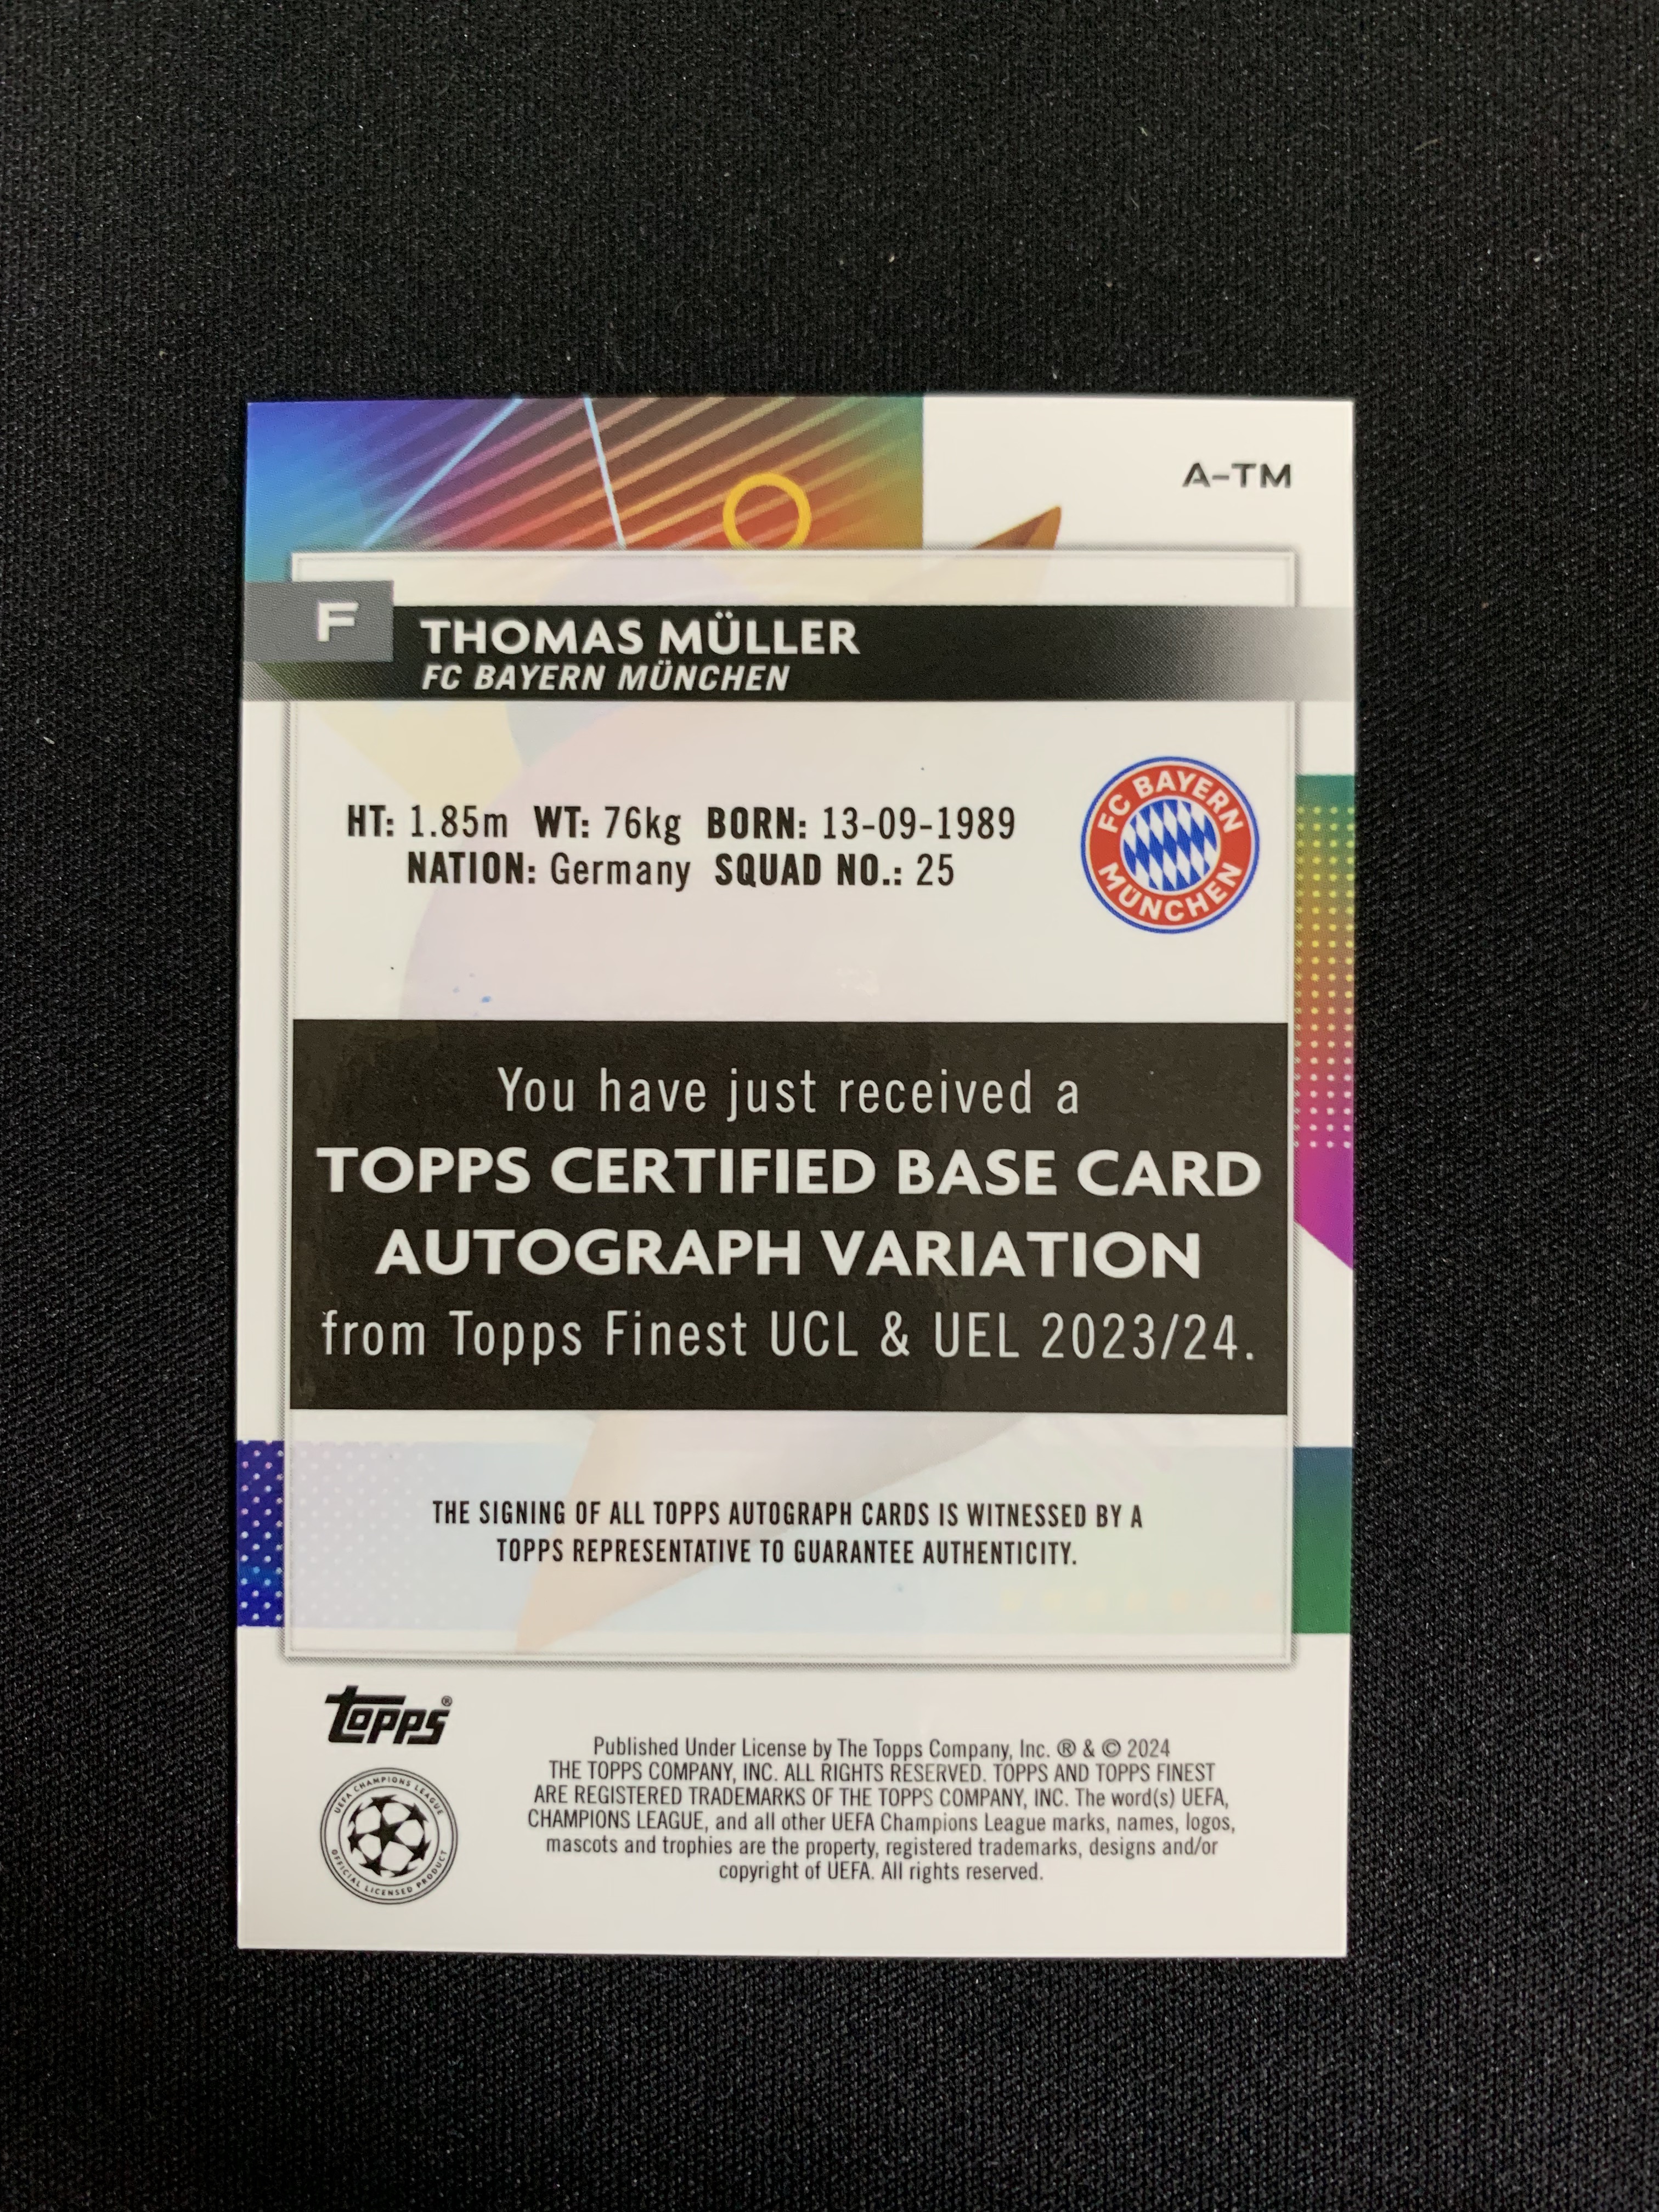 A-TM
F
THOMAS MÜLLER
FC BAYERN MÜNCHEN
HT: 1.85m WT: 76kg BORN: 13-09-1989
NATION: Germany SQUAD NO.: 25
FC BAYERN
MÜNCHEN
You have just received a
TOPPS CERTIFIED BASE CARD
AUTOGRAPH VARIATION
from Topps Finest UCL & UEL 2023/24.
THE SIGNING OF ALL TOPPS AUTOGRAPH CARDS IS WITNESSED BY A
TOPPS REPRESENTATIVE TO GUARANTEE AUTHENTICITY.
topps®
UEFA CHAMPIONS LEAGUE
OFFICIAL LICENSED PRODUCT
Published Under License by The Topps Company, Inc. ® & © 2024
THE TOPPS COMPANY, INC. ALL RIGHTS RESERVED. TOPPS AND TOPPS FINEST
ARE REGISTERED TRADEMARKS OF THE TOPPS COMPANY, INC. The word(s) UEFA,
CHAMPIONS LEAGUE, and all other UEFA Champions League marks, names, logos,
mascots and trophies are the property, registered trademarks, designs and/or
copyright of UEFA. All rights reserved.